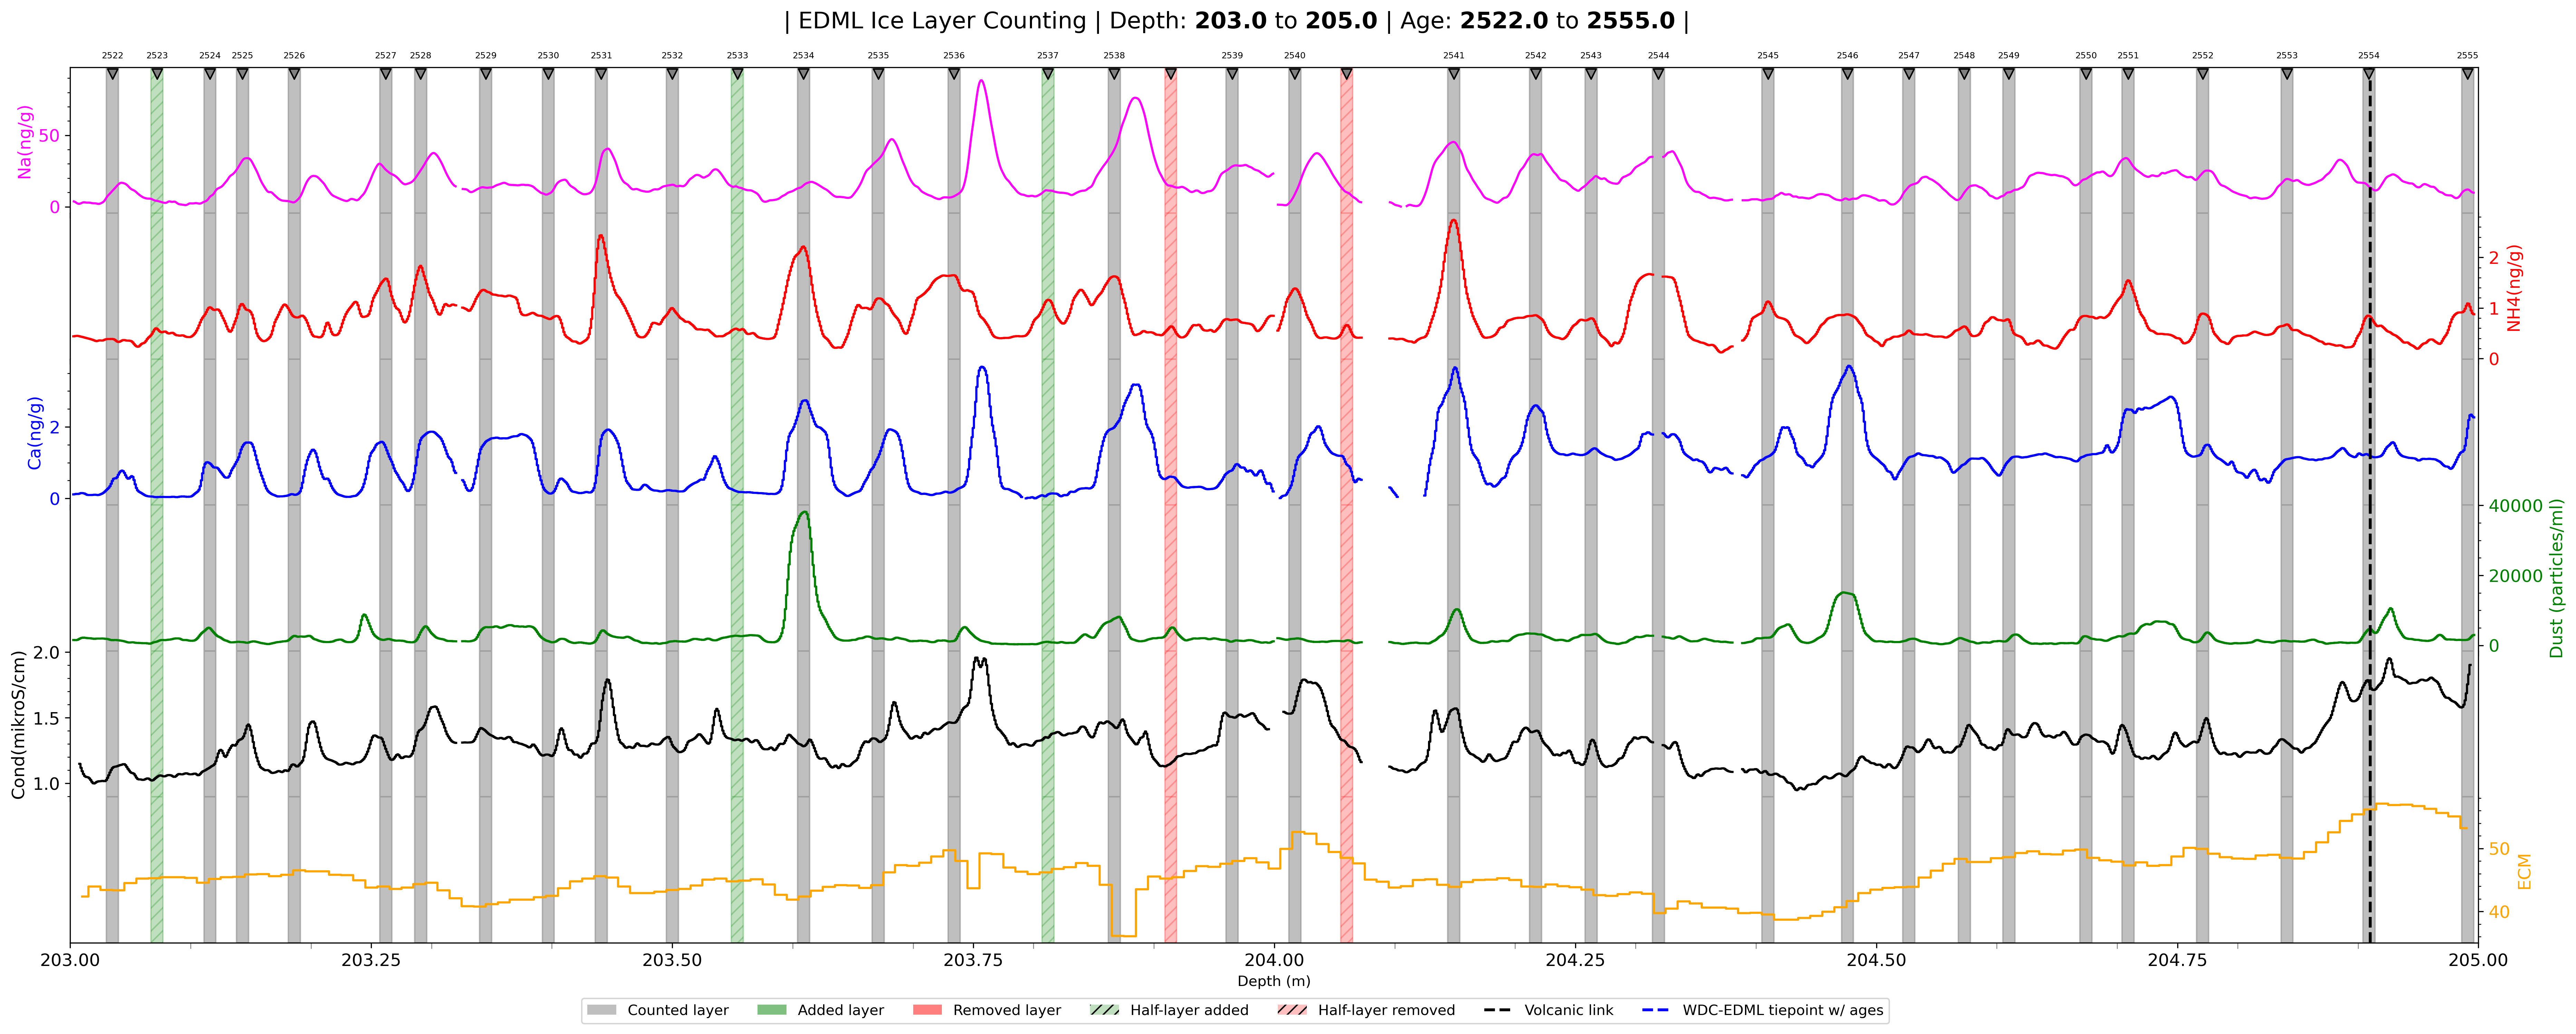 | EDML Ice Layer Counting | Depth: 203.0 to 205.0 | Age: 2522.0 to 2555.0 |
2522 2523 2524 2525 2526 2527 2528 2529 2530 2531 2532 2533 2534 2535 2536 2537 2538 2539 2540 2541 2542 2543 2544 2545 2546 2547 2548 2549 2550 2551 2552 2553 2554 2555
Na(ng/g)
50
0
NH4(ng/g)
2
1
0
Ca(ng/g)
2
0
Dust (particles/ml)
40000
20000
0
Cond(mikroS/cm)
2.0
1.5
1.0
ECM
50
40
203.00 203.25 203.50 203.75 204.00 204.25 204.50 204.75 205.00
Depth (m)
Counted layer Added layer Removed layer Half-layer added Half-layer removed Volcanic link WDC-EDML tiepoint w/ ages